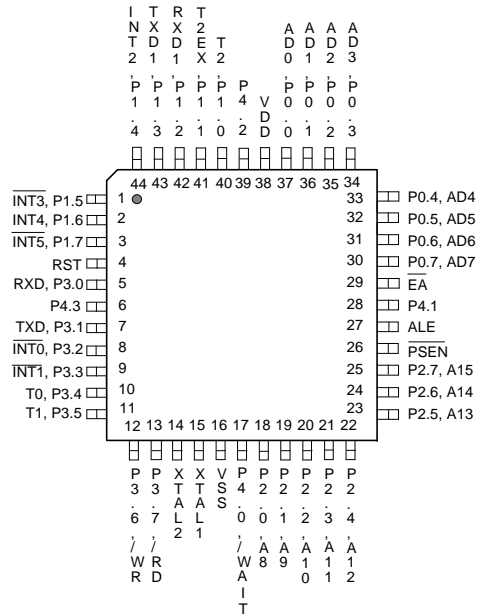 INT2, P1.4
TXD1, P1.3
RXD1, P1.2
T2EX, P1.1
T2, P1.0
P4.2
VDD
AD0, P0.0
AD1, P0.1
AD2, P0.2
AD3, P0.3
44 43 42 41 40 39 38 37 36 35 34
INT3, P1.5 1
INT4, P1.6 2
INT5, P1.7 3
RST 4
RXD, P3.0 5
P4.3 6
TXD, P3.1 7
INT0, P3.2 8
INT1, P3.3 9
T0, P3.4 10
T1, P3.5 11
33 P0.4, AD4
32 P0.5, AD5
31 P0.6, AD6
30 P0.7, AD7
29 EA
28 P4.1
27 ALE
26 PSEN
25 P2.7, A15
24 P2.6, A14
23 P2.5, A13
12 13 14 15 16 17 18 19 20 21 22
P3.6, /WR
P3.7, /RD
XTAL2
XTAL1
VSS
P4.0, /WAIT
P2.0, A8
P2.1, A9
P2.2, A10
P2.3, A11
P2.4, A12